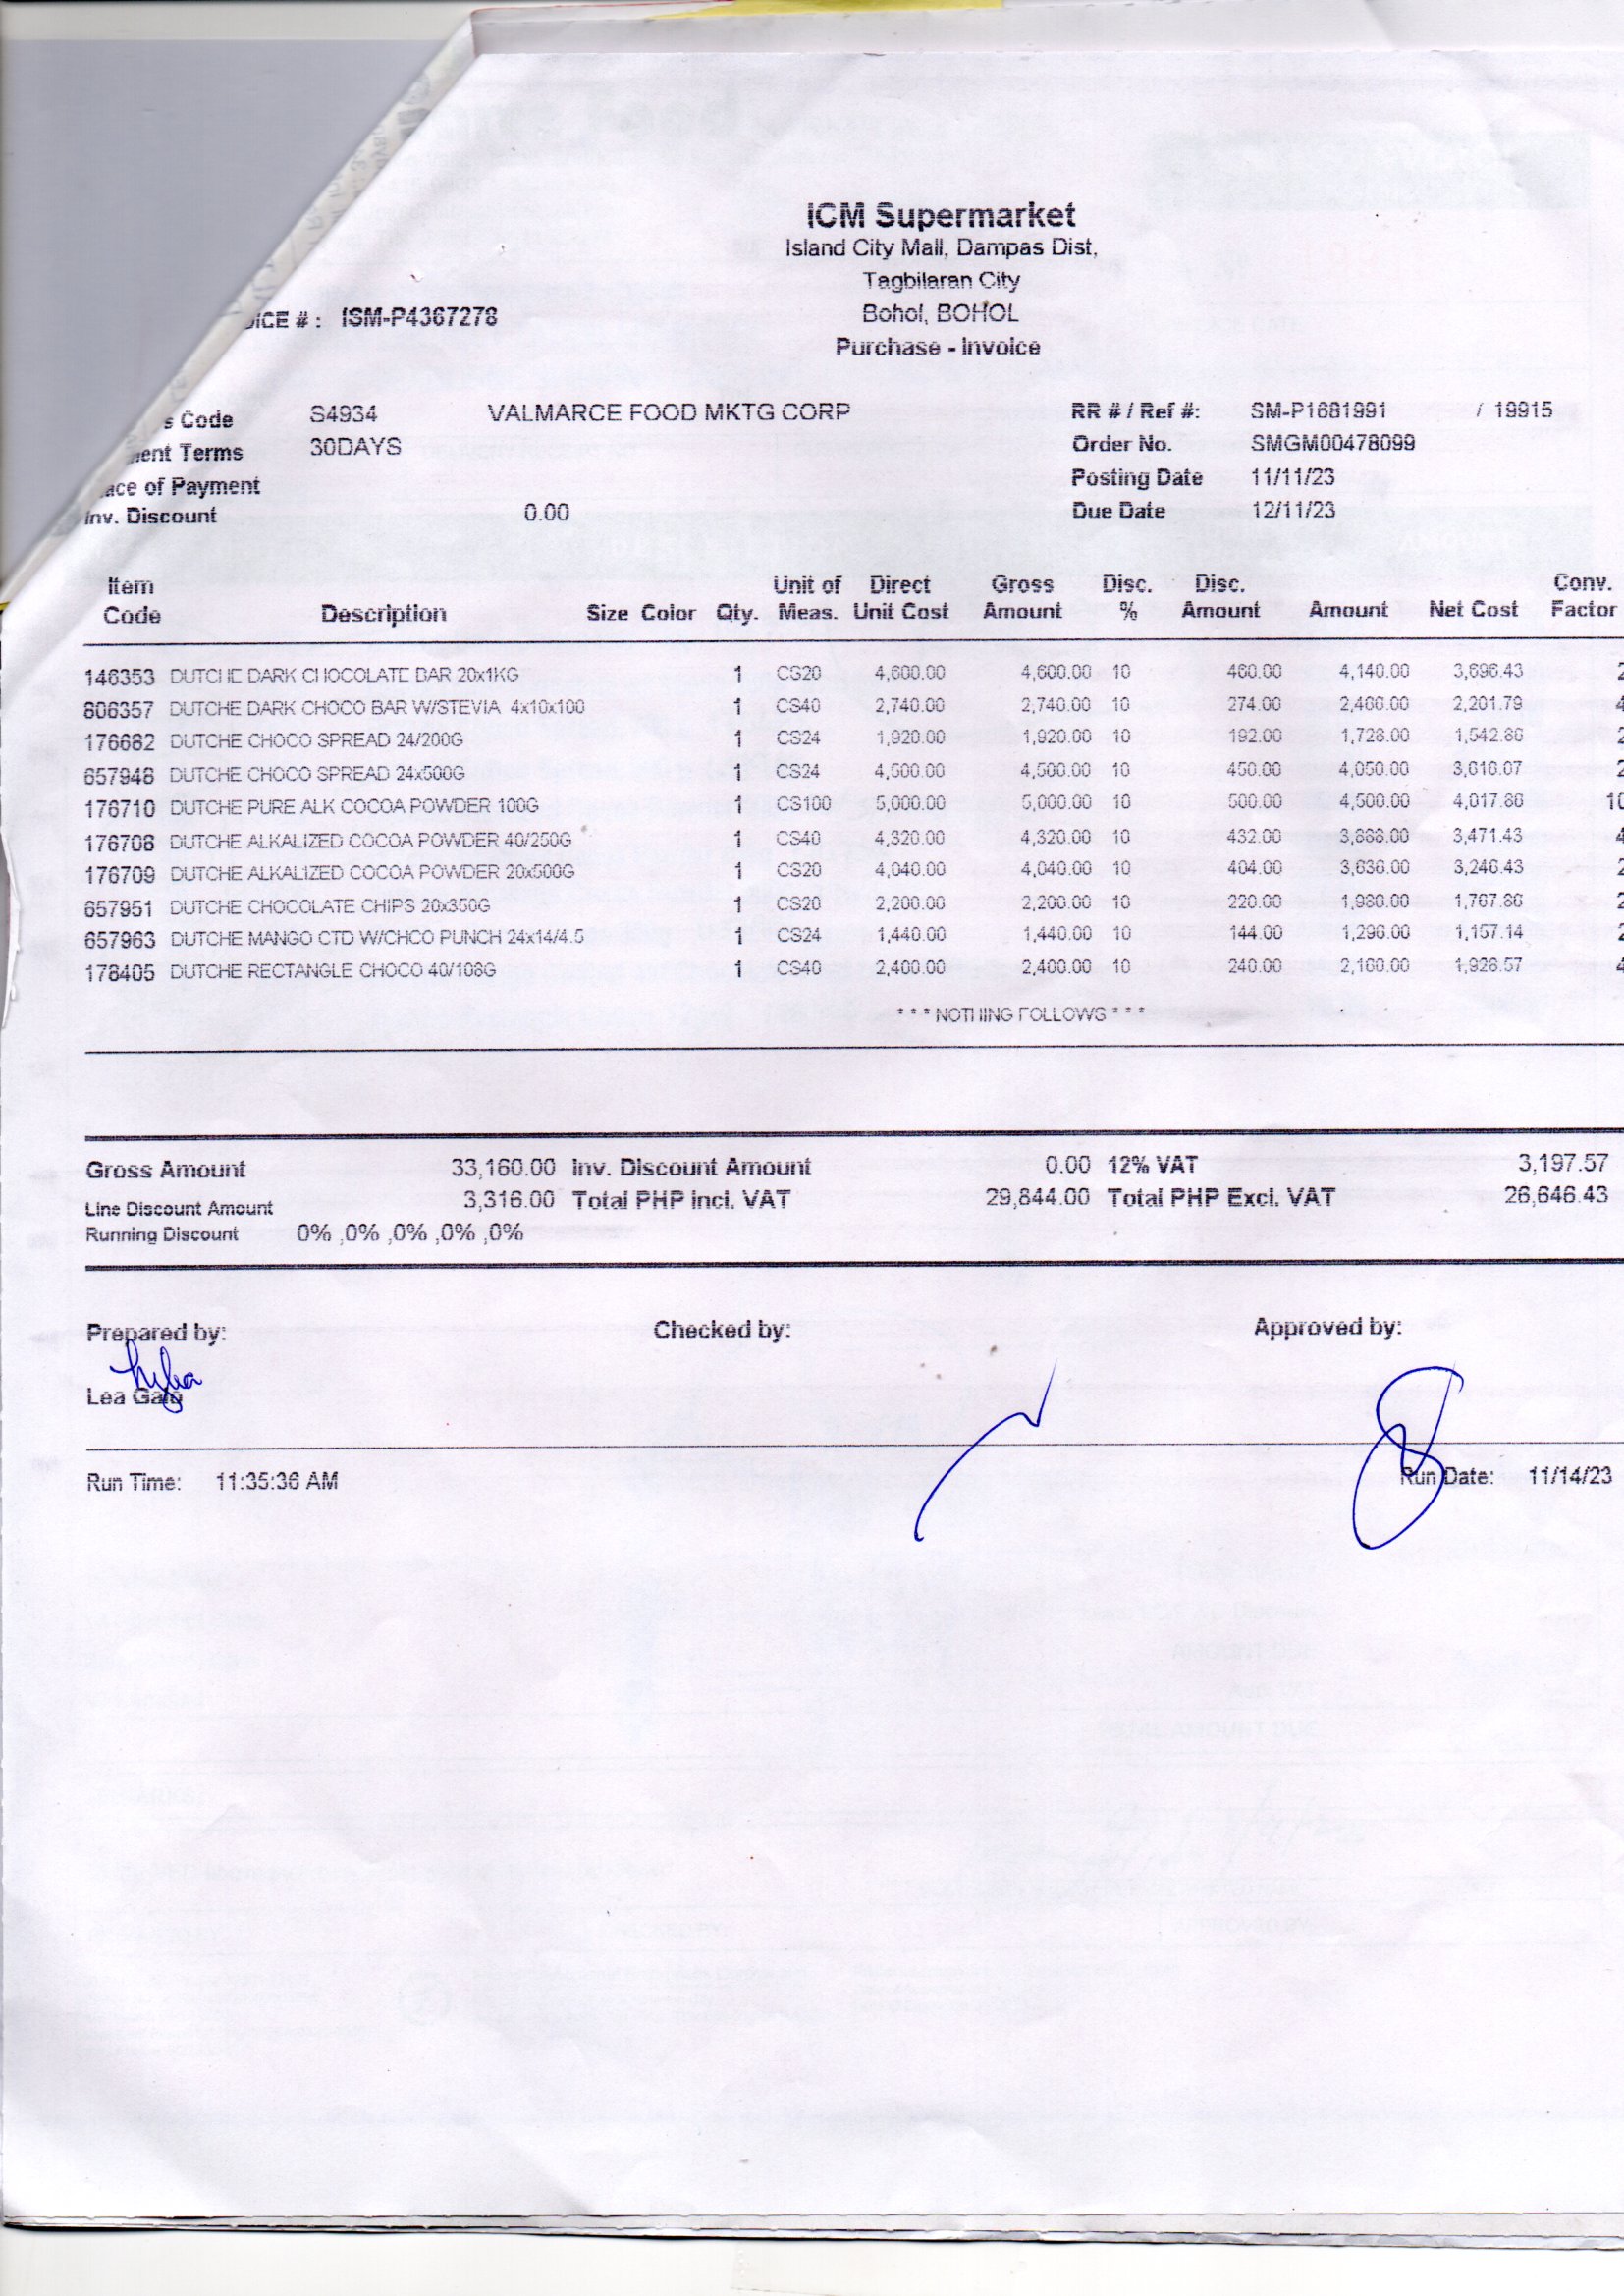 ICM Supermarket
Island City Mall, Dampas Dist,
Tagbilaran City
Bohol, BOHOL
Purchase - Invoice
OICE # : ISM-P4367278
s Code S4934 VALMARCE FOOD MKTG CORP RR # / Ref #: SM-P1681991 / 19915
ment Terms 30DAYS Order No. SMGM00478099
ace of Payment Posting Date 11/11/23
Inv. Discount 0.00 Due Date 12/11/23
Item Code Description Size Color Qty. Unit of Meas. Direct Unit Cost Gross Amount Disc. % Disc. Amount Amount Net Cost Conv. Factor
146353 DUTCHE DARK CHOCOLATE BAR 20x1KG 1 CS20 4,600.00 4,600.00 10 460.00 4,140.00 3,696.43 2
806357 DUTCHE DARK CHOCO BAR W/STEVIA 4x10x100 1 CS40 2,740.00 2,740.00 10 274.00 2,466.00 2,201.79 4
176682 DUTCHE CHOCO SPREAD 24/200G 1 CS24 1,920.00 1,920.00 10 192.00 1,728.00 1,542.86 2
657948 DUTCHE CHOCO SPREAD 24x500G 1 CS24 4,500.00 4,500.00 10 450.00 4,050.00 3,616.07 2
176710 DUTCHE PURE ALK COCOA POWDER 100G 1 CS100 5,000.00 5,000.00 10 500.00 4,500.00 4,017.86 10
176708 DUTCHE ALKALIZED COCOA POWDER 40/250G 1 CS40 4,320.00 4,320.00 10 432.00 3,888.00 3,471.43 4
176709 DUTCHE ALKALIZED COCOA POWDER 20x500G 1 CS20 4,040.00 4,040.00 10 404.00 3,636.00 3,246.43 2
657951 DUTCHE CHOCOLATE CHIPS 20x350G 1 CS20 2,200.00 2,200.00 10 220.00 1,980.00 1,767.86 2
657963 DUTCHE MANGO CTD W/CHCO PUNCH 24x14/4.5 1 CS24 1,440.00 1,440.00 10 144.00 1,296.00 1,157.14 2
178405 DUTCHE RECTANGLE CHOCO 40/108G 1 CS40 2,400.00 2,400.00 10 240.00 2,160.00 1,928.57 4
* * * NOTHING FOLLOWS * * *
Gross Amount 33,160.00 Inv. Discount Amount 0.00 12% VAT 3,197.57
Line Discount Amount 3,316.00 Total PHP Incl. VAT 29,844.00 Total PHP Excl. VAT 26,646.43
Running Discount 0% ,0% ,0% ,0% ,0%
Prepared by: Checked by: Approved by:
Lea Galo
Run Time: 11:35:36 AM Run Date: 11/14/23